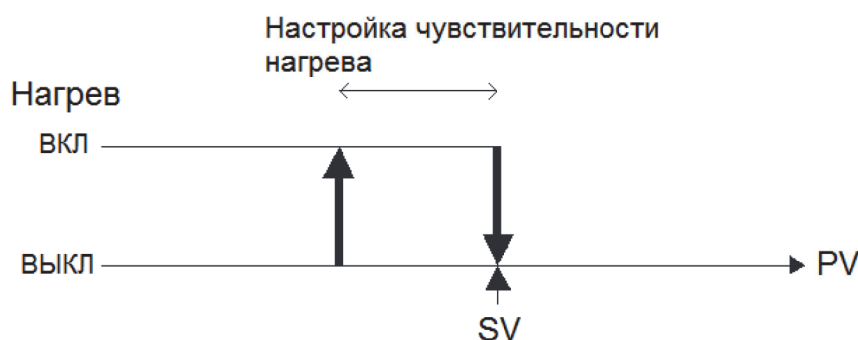 Настройка чувствительности
нагрева
Нагрев
ВКЛ
ВЫКЛ
PV
SV